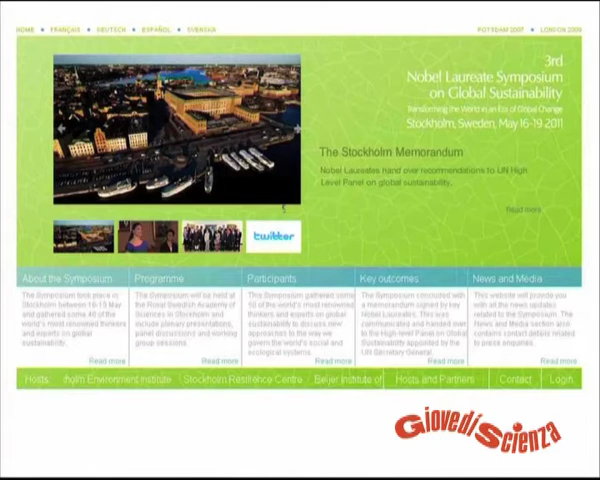 HOME FRANÇAIS DEUTSCH ESPAÑOL SVENSKA
POTSDAM 2007 LONDON 2009
3rd
Nobel Laureate Symposium
on Global Sustainability
Transforming the World in an Era of Global Change
Stockholm, Sweden, May 16-19 2011
The Stockholm Memorandum
Nobel Laureates hand over recommendations to UN High
Level Panel on global sustainability.
Read more
twitter
About the Symposium
The Symposium took place in
Stockholm between 16-19 May
and gathered some 40 of the
world's most renowned thinkers
and experts on global
sustainability.
Read more
Programme
The Symposium will be held at
the Royal Swedish Academy of
Sciences in Stockholm and
include plenary presentations,
panel discussions and working
group sessions.
Read more
Participants
The Symposium gathered some
of the world's most renowned
thinkers and experts on global
sustainability to discuss new
approaches to the way we
govern the world's social and
ecological systems.
Read more
Key outcomes
The Symposium concluded with
a memorandum signed by key
Nobel Laureates. This was
communicated and handed over
to the High-level Panel on Global
Sustainability appointed by the
UN Secretary General.
Read more
News and Media
This website will provide you
with all the news updates
related to the Symposium. The
News and Media section also
contains contact details related
to press enquiries.
Read more
Hosts: holm Environment Institute Stockholm Resilience Centre Beijer Institute of Hosts and Partners Contact Login
Giovedì Scienza